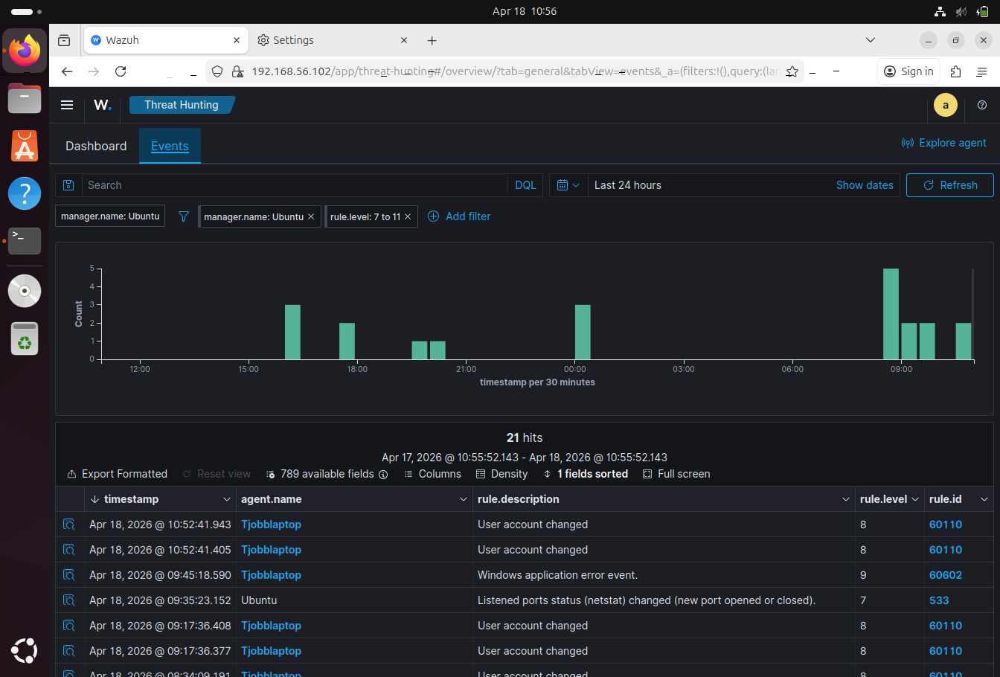 Apr 18 10:56
Wazuh
Settings
192.168.56.102/app/threat-hunting#/overview/?tab=general&tabView=events&_a=(filters:!(),query:(lan
Sign in
W.
Threat Hunting
a
Dashboard
Events
Explore agent
Search
DQL
Last 24 hours
Show dates
Refresh
manager.name: Ubuntu
manager.name: Ubuntu
rule.level: 7 to 11
Add filter
Count
5
4
3
2
1
0
12:00 15:00 18:00 21:00 00:00 03:00 06:00 09:00
timestamp per 30 minutes
21 hits
Apr 17, 2026 @ 10:55:52.143 - Apr 18, 2026 @ 10:55:52.143
Export Formatted Reset view 789 available fields Columns Density 1 fields sorted Full screen
timestamp agent.name rule.description rule.level rule.id
Apr 18, 2026 @ 10:52:41.943 Tjobblaptop User account changed 8 60110
Apr 18, 2026 @ 10:52:41.405 Tjobblaptop User account changed 8 60110
Apr 18, 2026 @ 09:45:18.590 Tjobblaptop Windows application error event. 9 60602
Apr 18, 2026 @ 09:35:23.152 Ubuntu Listened ports status (netstat) changed (new port opened or closed). 7 533
Apr 18, 2026 @ 09:17:36.408 Tjobblaptop User account changed 8 60110
Apr 18, 2026 @ 09:17:36.377 Tjobblaptop User account changed 8 60110
Apr 18, 2026 @ 08:34:09.191 Tjobblaptop User account changed 8 60110